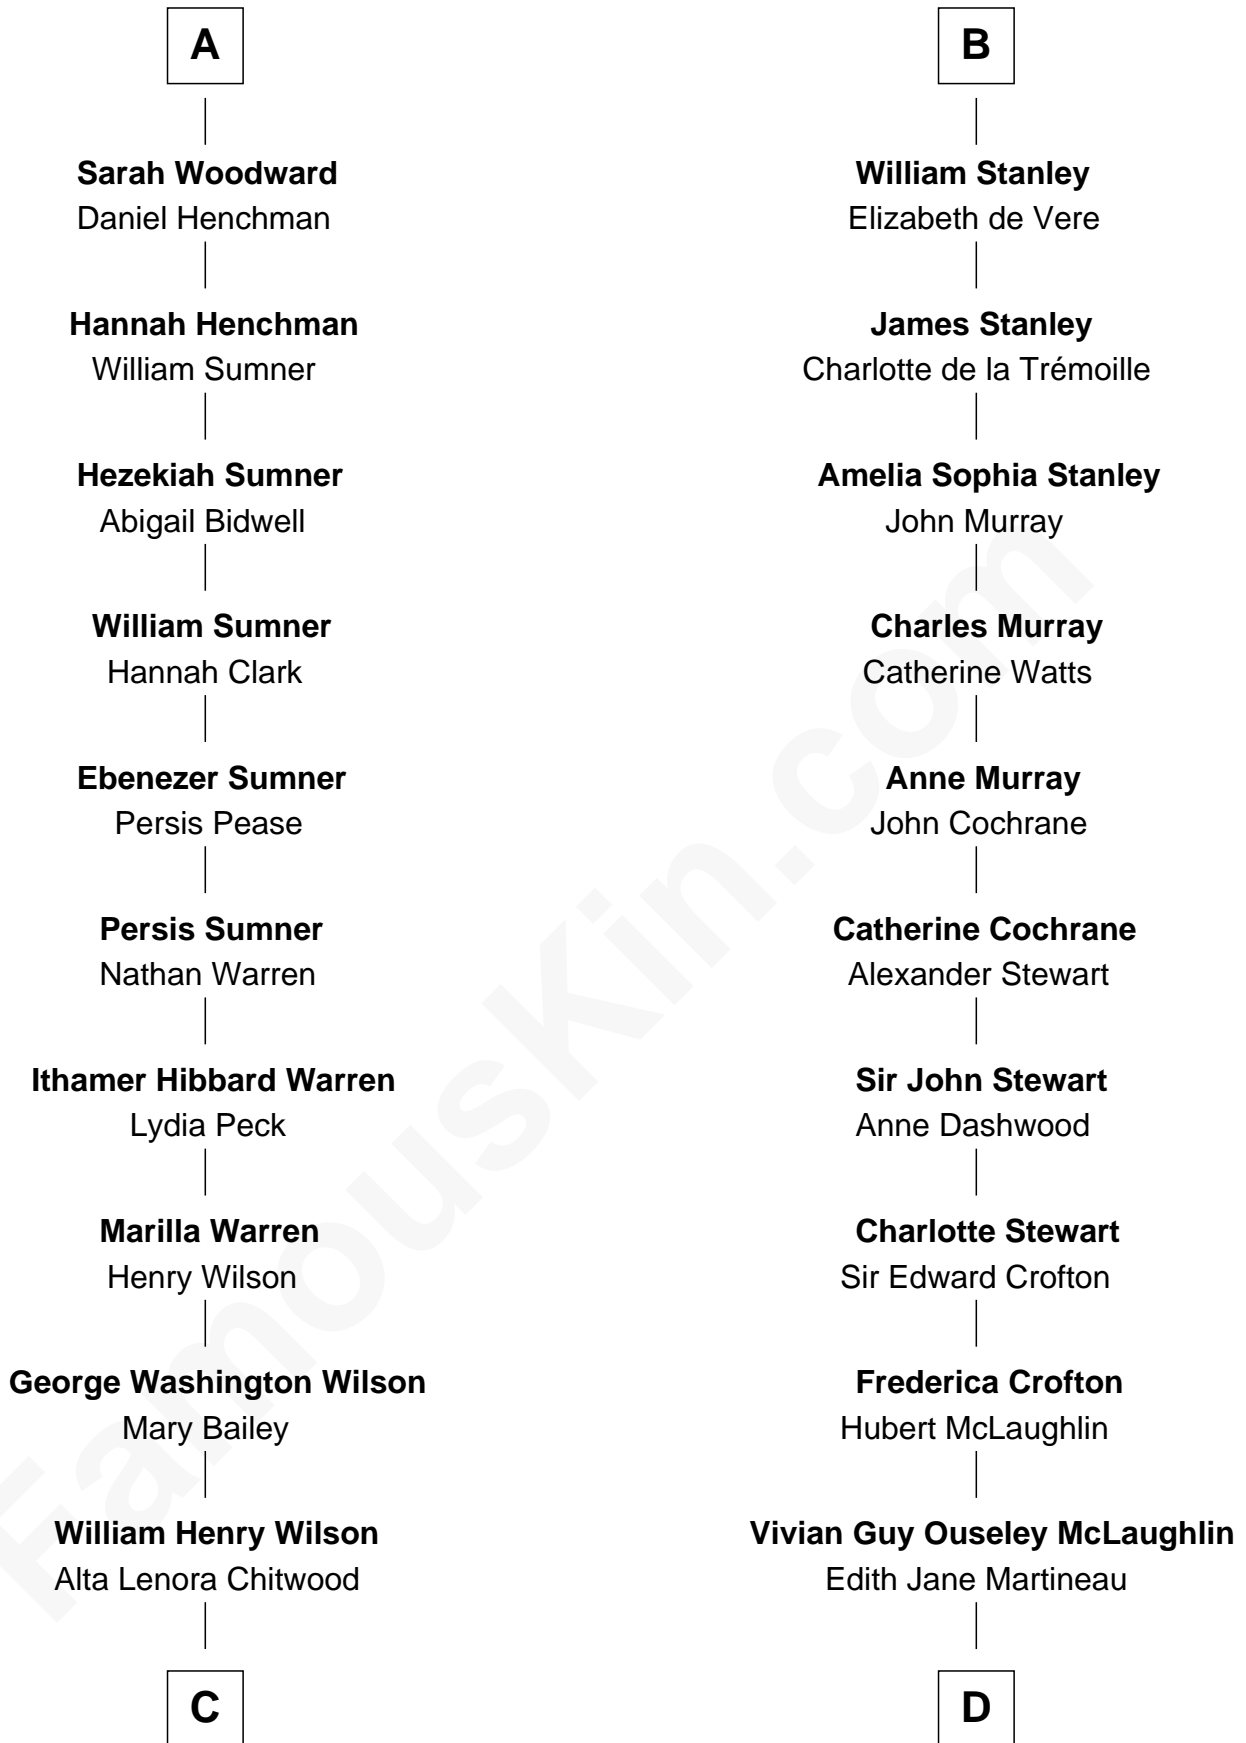 A
Sarah Woodward
Daniel Henchman
Hannah Henchman
William Sumner
Hezekiah Sumner
Abigail Bidwell
William Sumner
Hannah Clark
Ebenezer Sumner
Persis Pease
Persis Sumner
Nathan Warren
Ithamer Hibbard Warren
Lydia Peck
Marilla Warren
Henry Wilson
George Washington Wilson
Mary Bailey
William Henry Wilson
Alta Lenora Chitwood
C
B
William Stanley
Elizabeth de Vere
James Stanley
Charlotte de la Trémoille
Amelia Sophia Stanley
John Murray
Charles Murray
Catherine Watts
Anne Murray
John Cochrane
Catherine Cochrane
Alexander Stewart
Sir John Stewart
Anne Dashwood
Charlotte Stewart
Sir Edward Crofton
Frederica Crofton
Hubert McLaughlin
Vivian Guy Ouseley McLaughlin
Edith Jane Martineau
D
FamousKin.com